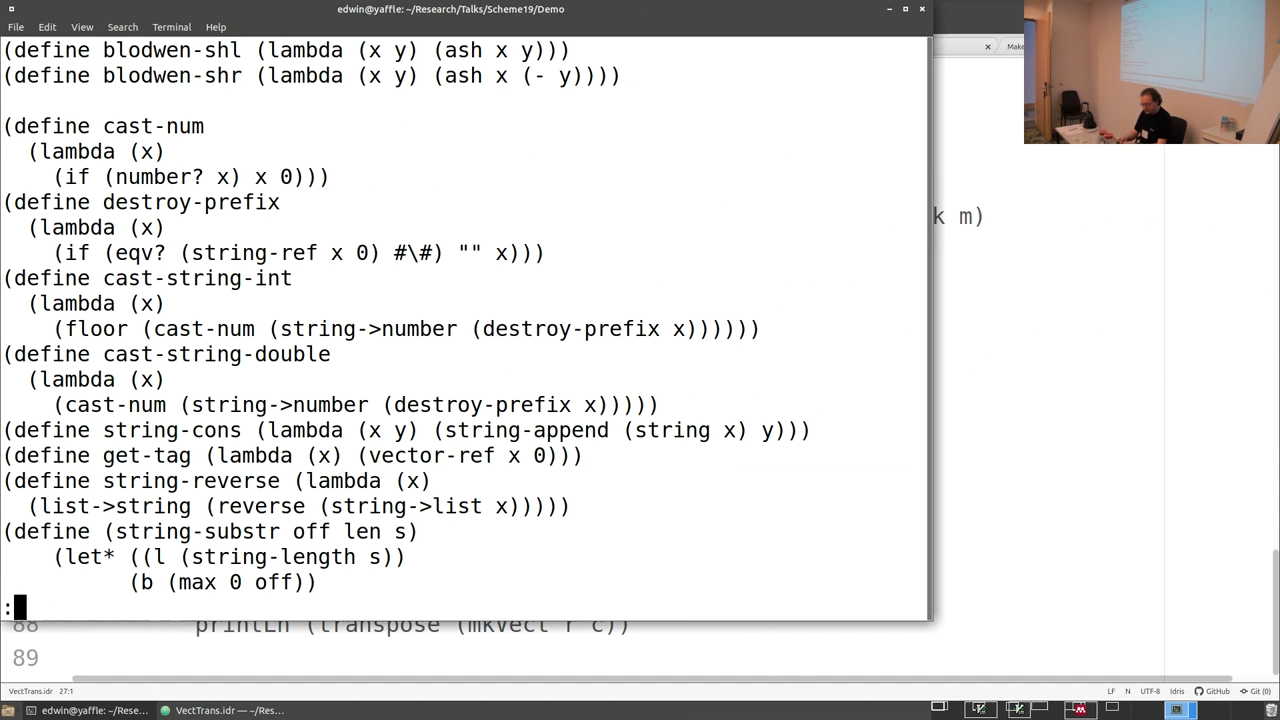 edwin@yaffle: ~/Research/Talks/Scheme19/Demo
File Edit View Search Terminal Help
(define blodwen-shl (lambda (x y) (ash x y)))
(define blodwen-shr (lambda (x y) (ash x (- y))))
(define cast-num
  (lambda (x)
    (if (number? x) x 0)))
(define destroy-prefix
  (lambda (x)
    (if (eqv? (string-ref x 0) #\#) "" x)))
(define cast-string-int
  (lambda (x)
    (floor (cast-num (string->number (destroy-prefix x))))))
(define cast-string-double
  (lambda (x)
    (cast-num (string->number (destroy-prefix x)))))
(define string-cons (lambda (x y) (string-append (string x) y)))
(define get-tag (lambda (x) (vector-ref x 0)))
(define string-reverse (lambda (x)
  (list->string (reverse (string->list x)))))
(define (string-substr off len s)
    (let* ((l (string-length s))
          (b (max 0 off))
:
Make
k m)
88 printLn (transpose (mkVect r c))
89
VectTrans.idr 27:1 LF N UTF-8 Idris GitHub Git (0)
edwin@yaffle: ~/Rese... VectTrans.idr — ~/Res...